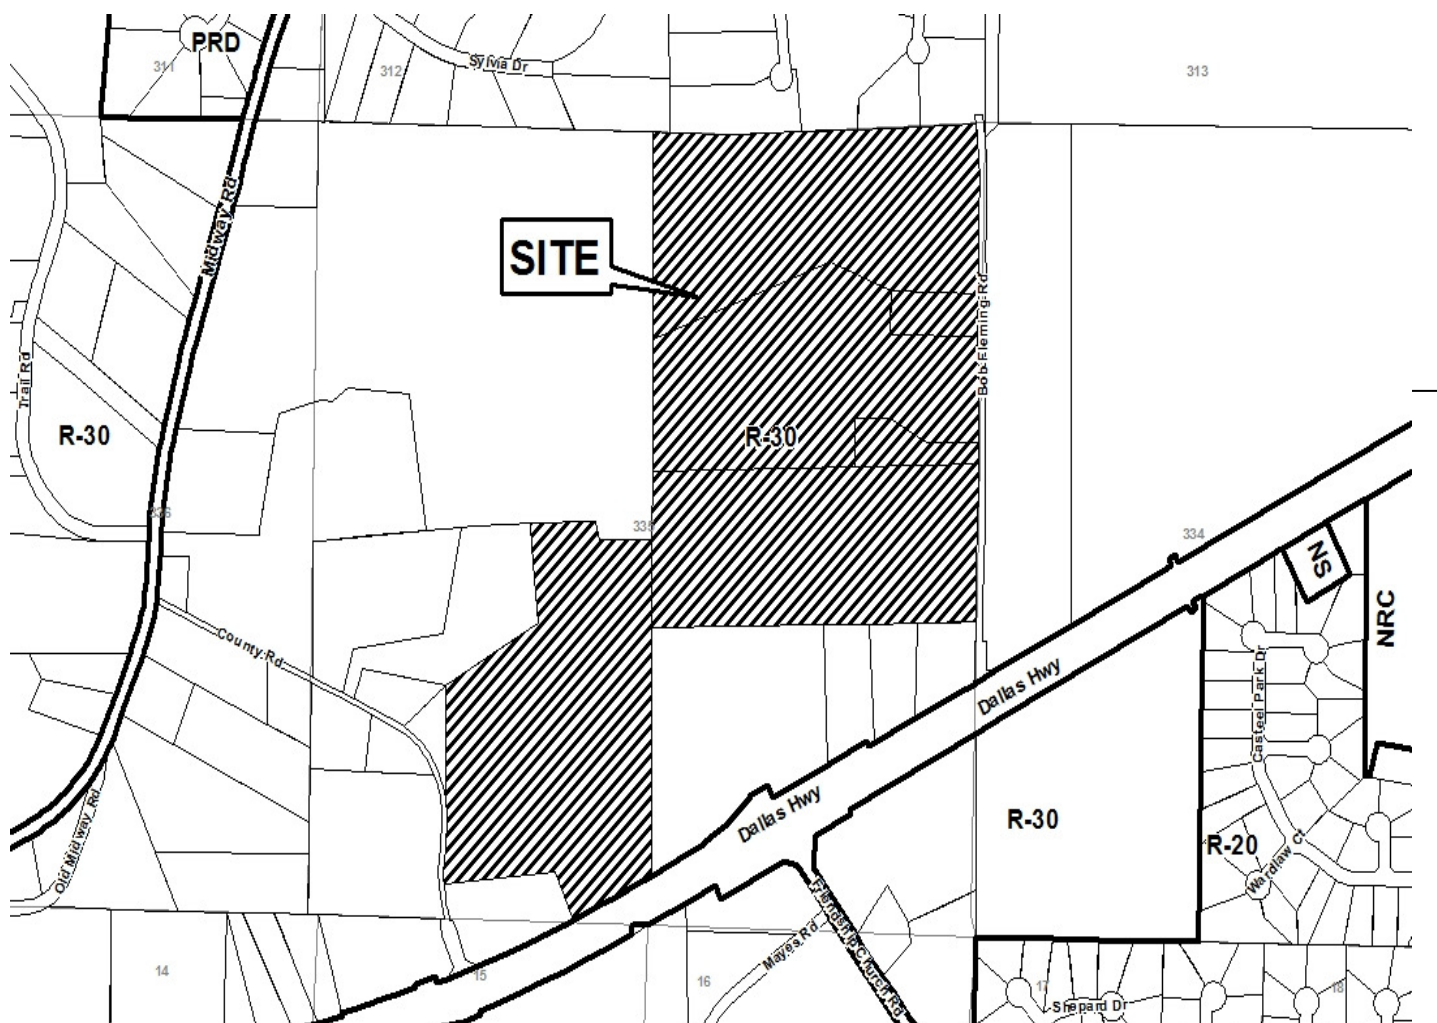 PRD
311
312
Sylvia Dr
313
Midway Rd
SITE
Bob Fleming Rd
Trail Rd
R-30
R-30
336
335
334
NS
NRC
County Rd
Casteel Park Dr
Dallas Hwy
Dallas Hwy
R-30
R-20
Old Midway Rd
Wardlaw Ct
Friendship Church Rd
Mayes Rd
14
15
16
17
18
Shepard Dr